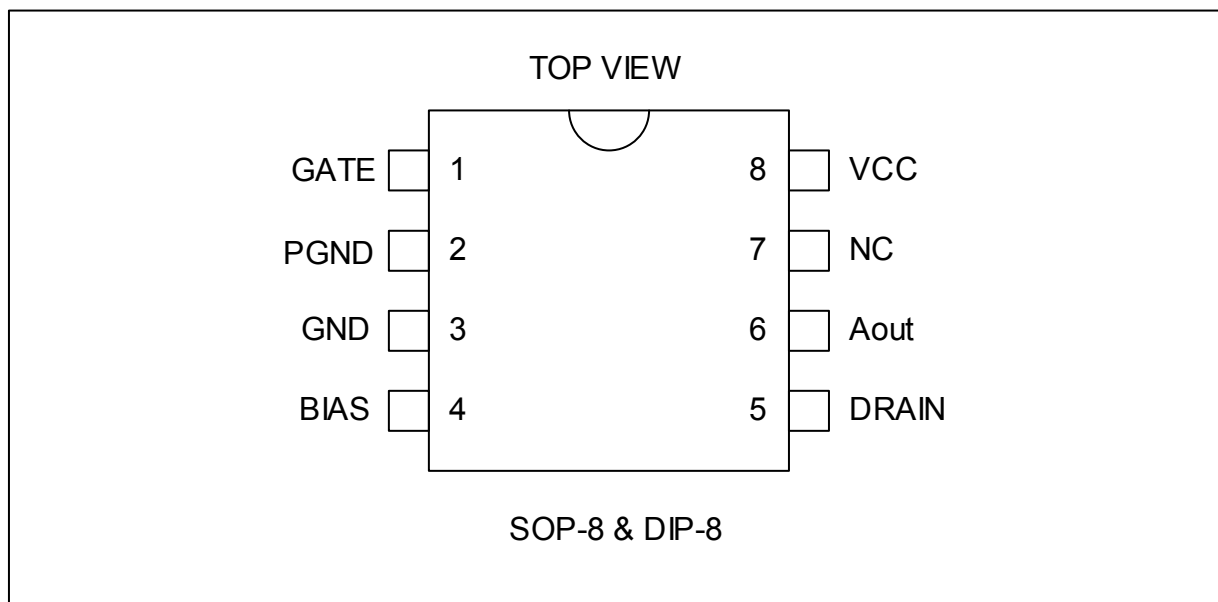 TOP VIEW
GATE 1 8 VCC
PGND 2 7 NC
GND 3 6 Aout
BIAS 4 5 DRAIN
SOP-8 & DIP-8